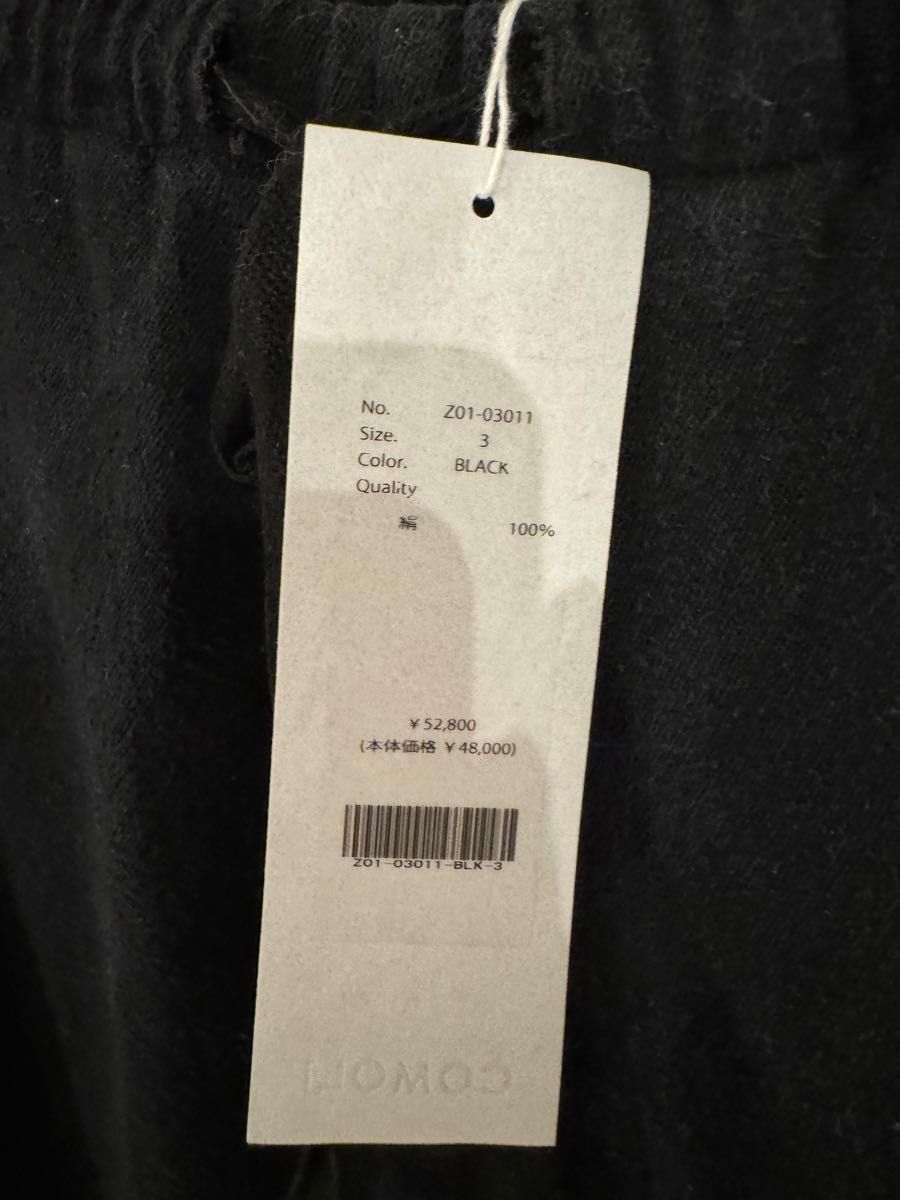 No. Z01-03011
Size. 3
Color. BLACK
Quality
絹 100%
¥52,800
(本体価格 ¥48,000)
Z01-03011-BLK-3
COMOLI